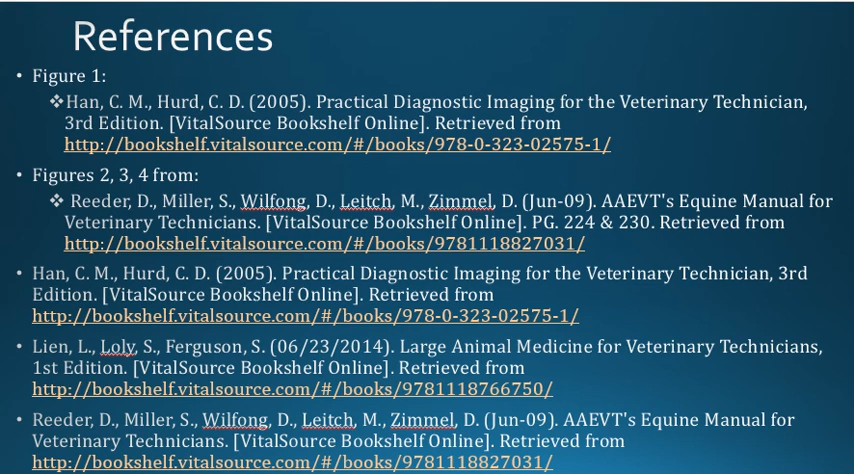 References
• Figure 1:
❖Han, C. M., Hurd, C. D. (2005). Practical Diagnostic Imaging for the Veterinary Technician,
3rd Edition. [VitalSource Bookshelf Online]. Retrieved from
http://bookshelf.vitalsource.com/#/books/978-0-323-02575-1/
• Figures 2, 3, 4 from:
❖ Reeder, D., Miller, S., Wilfong, D., Leitch, M., Zimmel, D. (Jun-09). AAEVT's Equine Manual for
Veterinary Technicians. [VitalSource Bookshelf Online]. PG. 224 & 230. Retrieved from
http://bookshelf.vitalsource.com/#/books/9781118827031/
• Han, C. M., Hurd, C. D. (2005). Practical Diagnostic Imaging for the Veterinary Technician, 3rd
Edition. [VitalSource Bookshelf Online]. Retrieved from
http://bookshelf.vitalsource.com/#/books/978-0-323-02575-1/
• Lien, L., Loly, S., Ferguson, S. (06/23/2014). Large Animal Medicine for Veterinary Technicians,
1st Edition. [VitalSource Bookshelf Online]. Retrieved from
http://bookshelf.vitalsource.com/#/books/9781118766750/
• Reeder, D., Miller, S., Wilfong, D., Leitch, M., Zimmel, D. (Jun-09). AAEVT's Equine Manual for
Veterinary Technicians. [VitalSource Bookshelf Online]. Retrieved from
http://bookshelf.vitalsource.com/#/books/9781118827031/